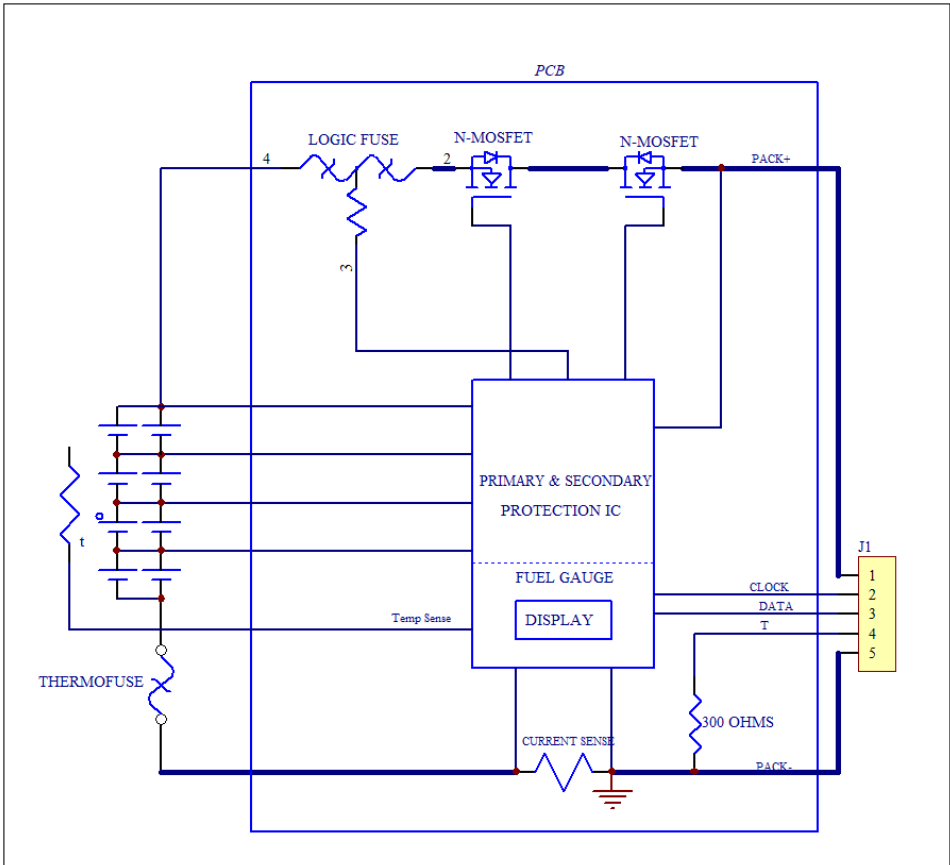 PCB
LOGIC FUSE
N-MOSFET
N-MOSFET
4
2
PACK+
3
PRIMARY & SECONDARY
PROTECTION IC
t
FUEL GAUGE
DISPLAY
Temp Sense
J1
1
CLOCK
2
DATA
3
T
4
5
THERMOFUSE
300 OHMS
CURRENT SENSE
PACK-